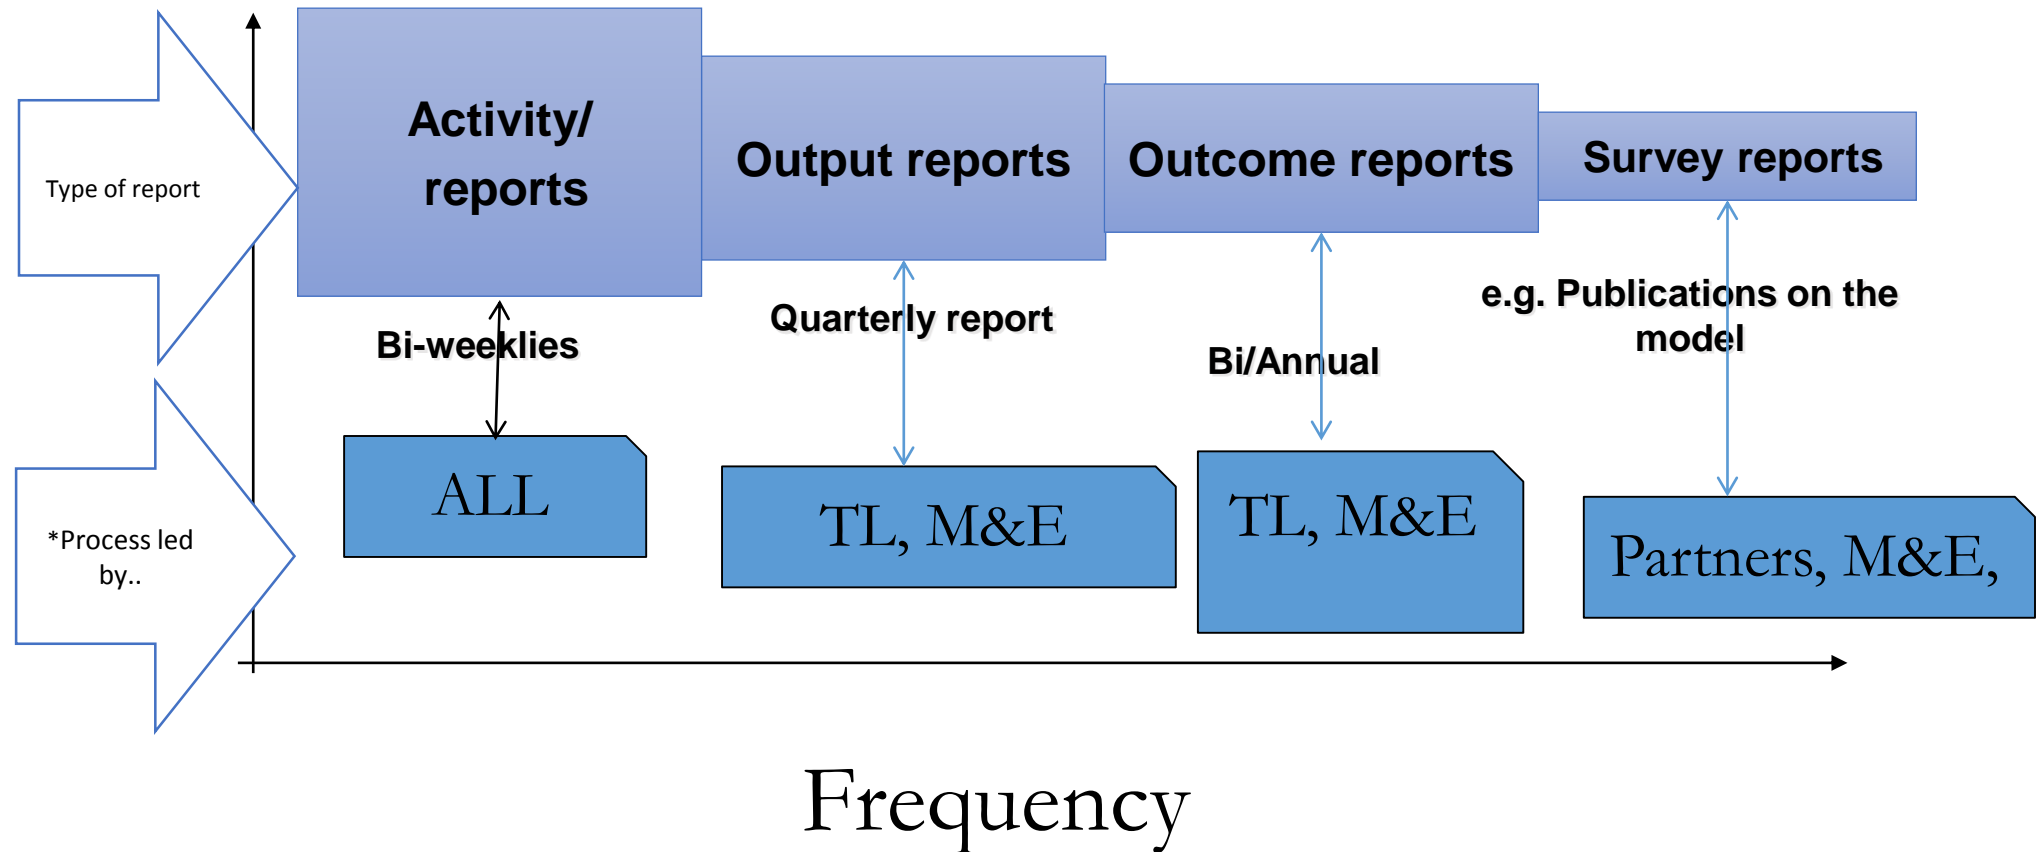 Type of report
Activity/
reports
Output reports
Outcome reports
Survey reports
Bi-weeklies
Quarterly report
Bi/Annual
e.g. Publications on the
model
*Process led
by..
ALL
TL, M&E
TL, M&E
Partners, M&E,
Frequency